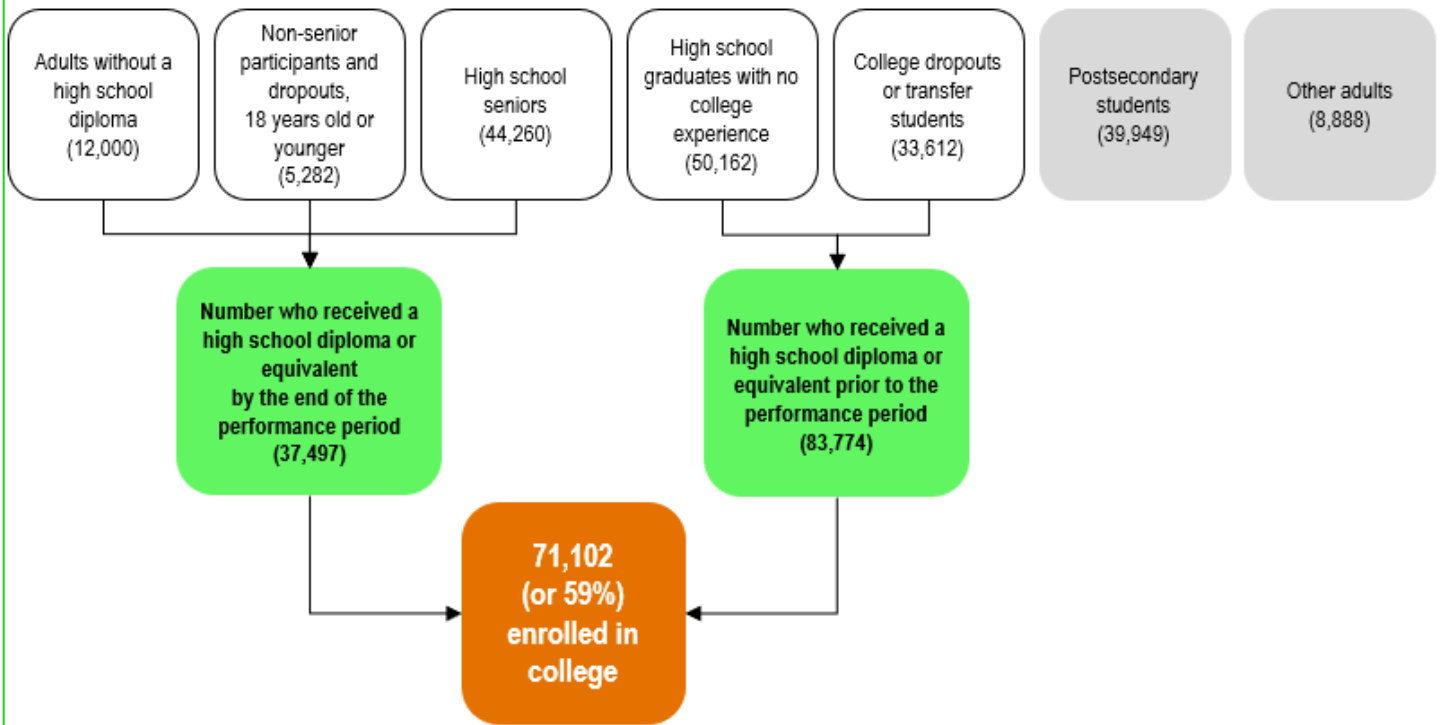 Adults without a
high school
diploma
(12,000)
Non-senior
participants and
dropouts,
18 years old or
younger
(5,282)
High school
seniors
(44,260)
High school
graduates with no
college
experience
(50,162)
College dropouts
or transfer
students
(33,612)
Postsecondary
students
(39,949)
Other adults
(8,888)
Number who received a
high school diploma or
equivalent
by the end of the
performance period
(37,497)
Number who received a
high school diploma or
equivalent prior to the
performance period
(83,774)
71,102
(or 59%)
enrolled in
college